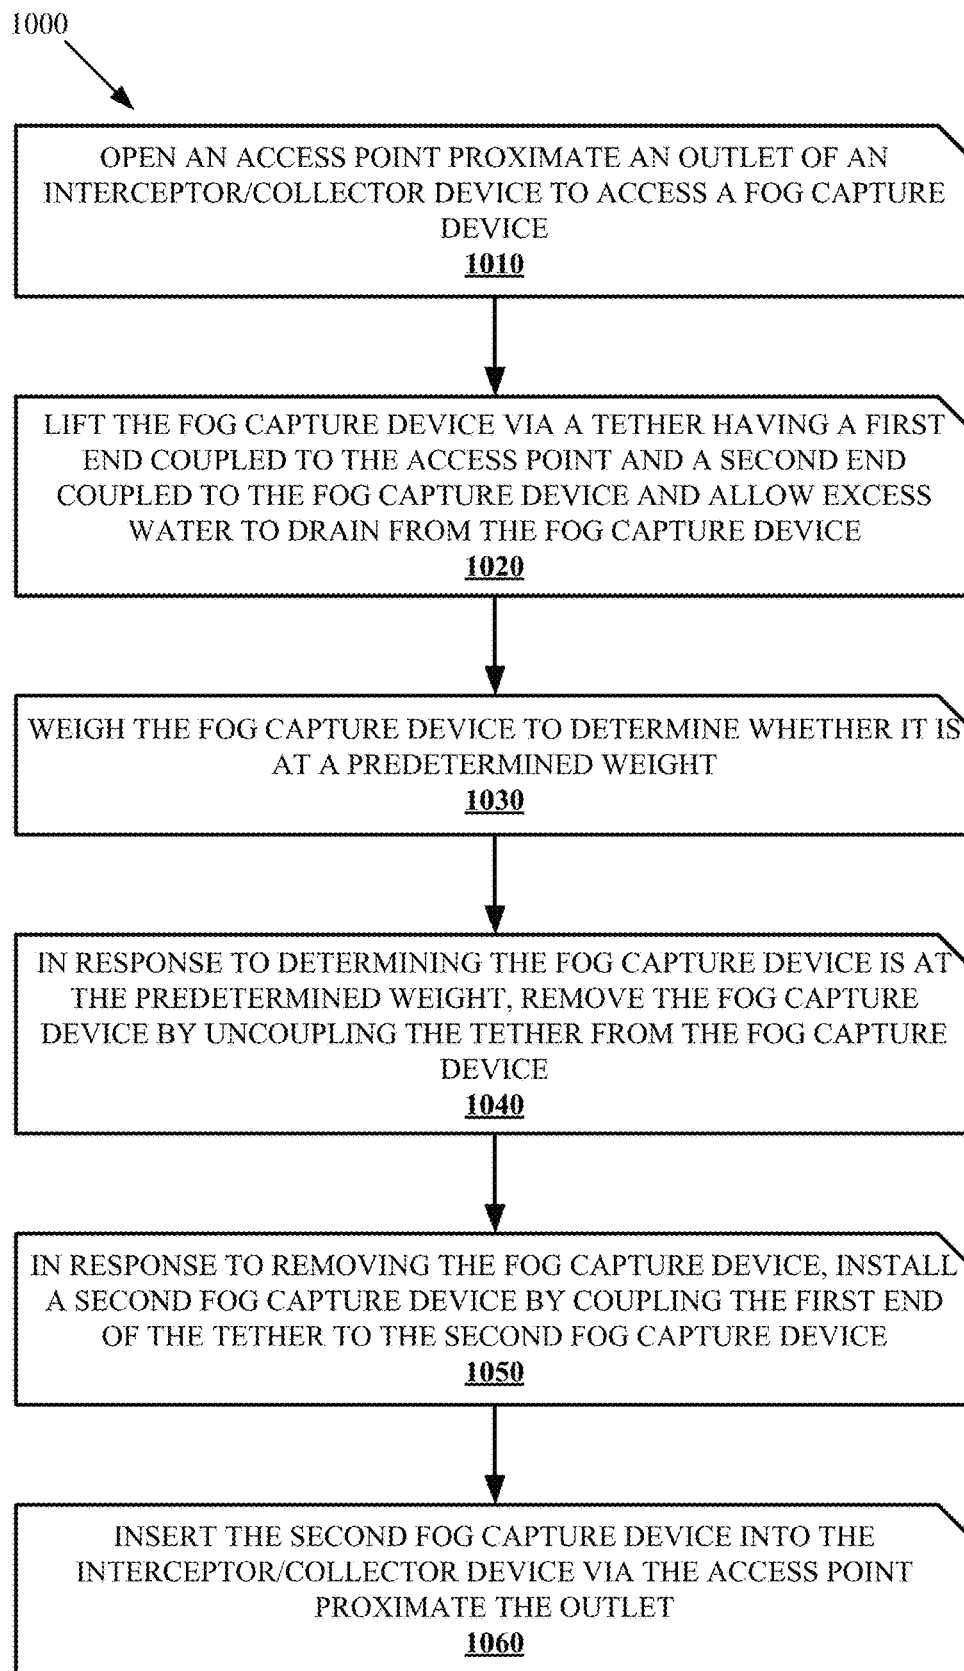 1000
OPEN AN ACCESS POINT PROXIMATE AN OUTLET OF AN
INTERCEPTOR/COLLECTOR DEVICE TO ACCESS A FOG CAPTURE
DEVICE
1010
LIFT THE FOG CAPTURE DEVICE VIA A TETHER HAVING A FIRST
END COUPLED TO THE ACCESS POINT AND A SECOND END
COUPLED TO THE FOG CAPTURE DEVICE AND ALLOW EXCESS
WATER TO DRAIN FROM THE FOG CAPTURE DEVICE
1020
WEIGH THE FOG CAPTURE DEVICE TO DETERMINE WHETHER IT IS
AT A PREDETERMINED WEIGHT
1030
IN RESPONSE TO DETERMINING THE FOG CAPTURE DEVICE IS AT
THE PREDETERMINED WEIGHT, REMOVE THE FOG CAPTURE
DEVICE BY UNCOUPLING THE TETHER FROM THE FOG CAPTURE
DEVICE
1040
IN RESPONSE TO REMOVING THE FOG CAPTURE DEVICE, INSTALL
A SECOND FOG CAPTURE DEVICE BY COUPLING THE FIRST END
OF THE TETHER TO THE SECOND FOG CAPTURE DEVICE
1050
INSERT THE SECOND FOG CAPTURE DEVICE INTO THE
INTERCEPTOR/COLLECTOR DEVICE VIA THE ACCESS POINT
PROXIMATE THE OUTLET
1060